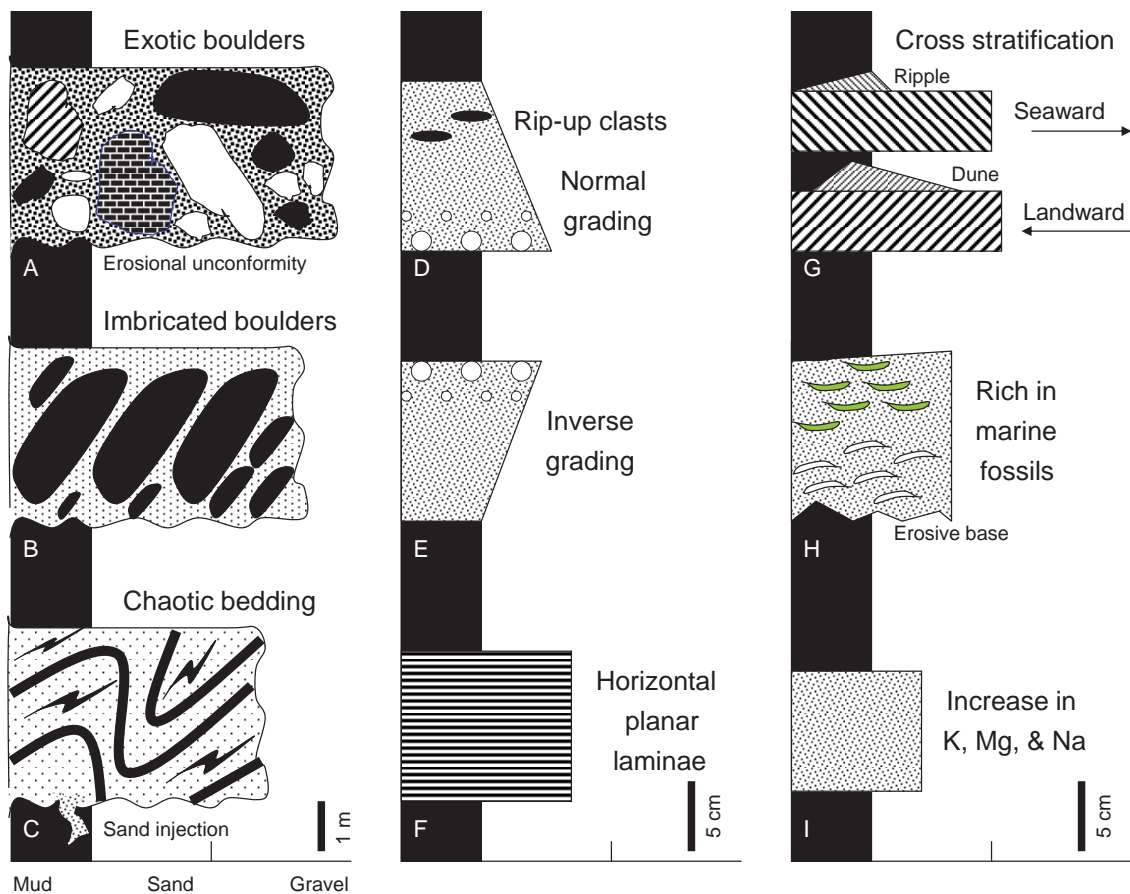 Exotic boulders
A
Erosional unconformity
Imbricated boulders
B
Chaotic bedding
C
Sand injection
1 m
Mud
Sand
Gravel
Rip-up clasts
Normal
grading
D
Inverse
grading
E
Horizontal
planar
laminae
F
5 cm
Cross stratification
Ripple
Seaward
Dune
Landward
G
Rich in
marine
fossils
H
Erosive base
Increase in
K, Mg, & Na
I
5 cm